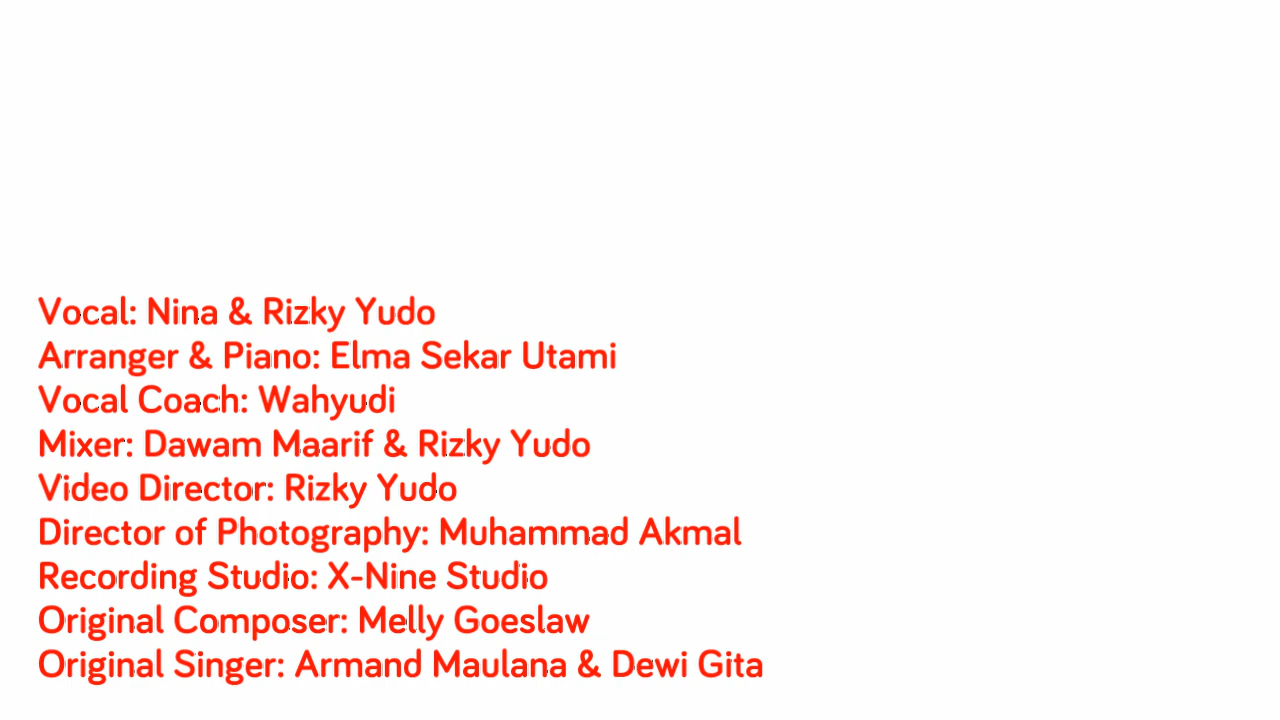 Vocal: Nina & Rizky Yudo
Arranger & Piano: Elma Sekar Utami
Vocal Coach: Wahyudi
Mixer: Dawam Maarif & Rizky Yudo
Video Director: Rizky Yudo
Director of Photography: Muhammad Akmal
Recording Studio: X-Nine Studio
Original Composer: Melly Goeslaw
Original Singer: Armand Maulana & Dewi Gita